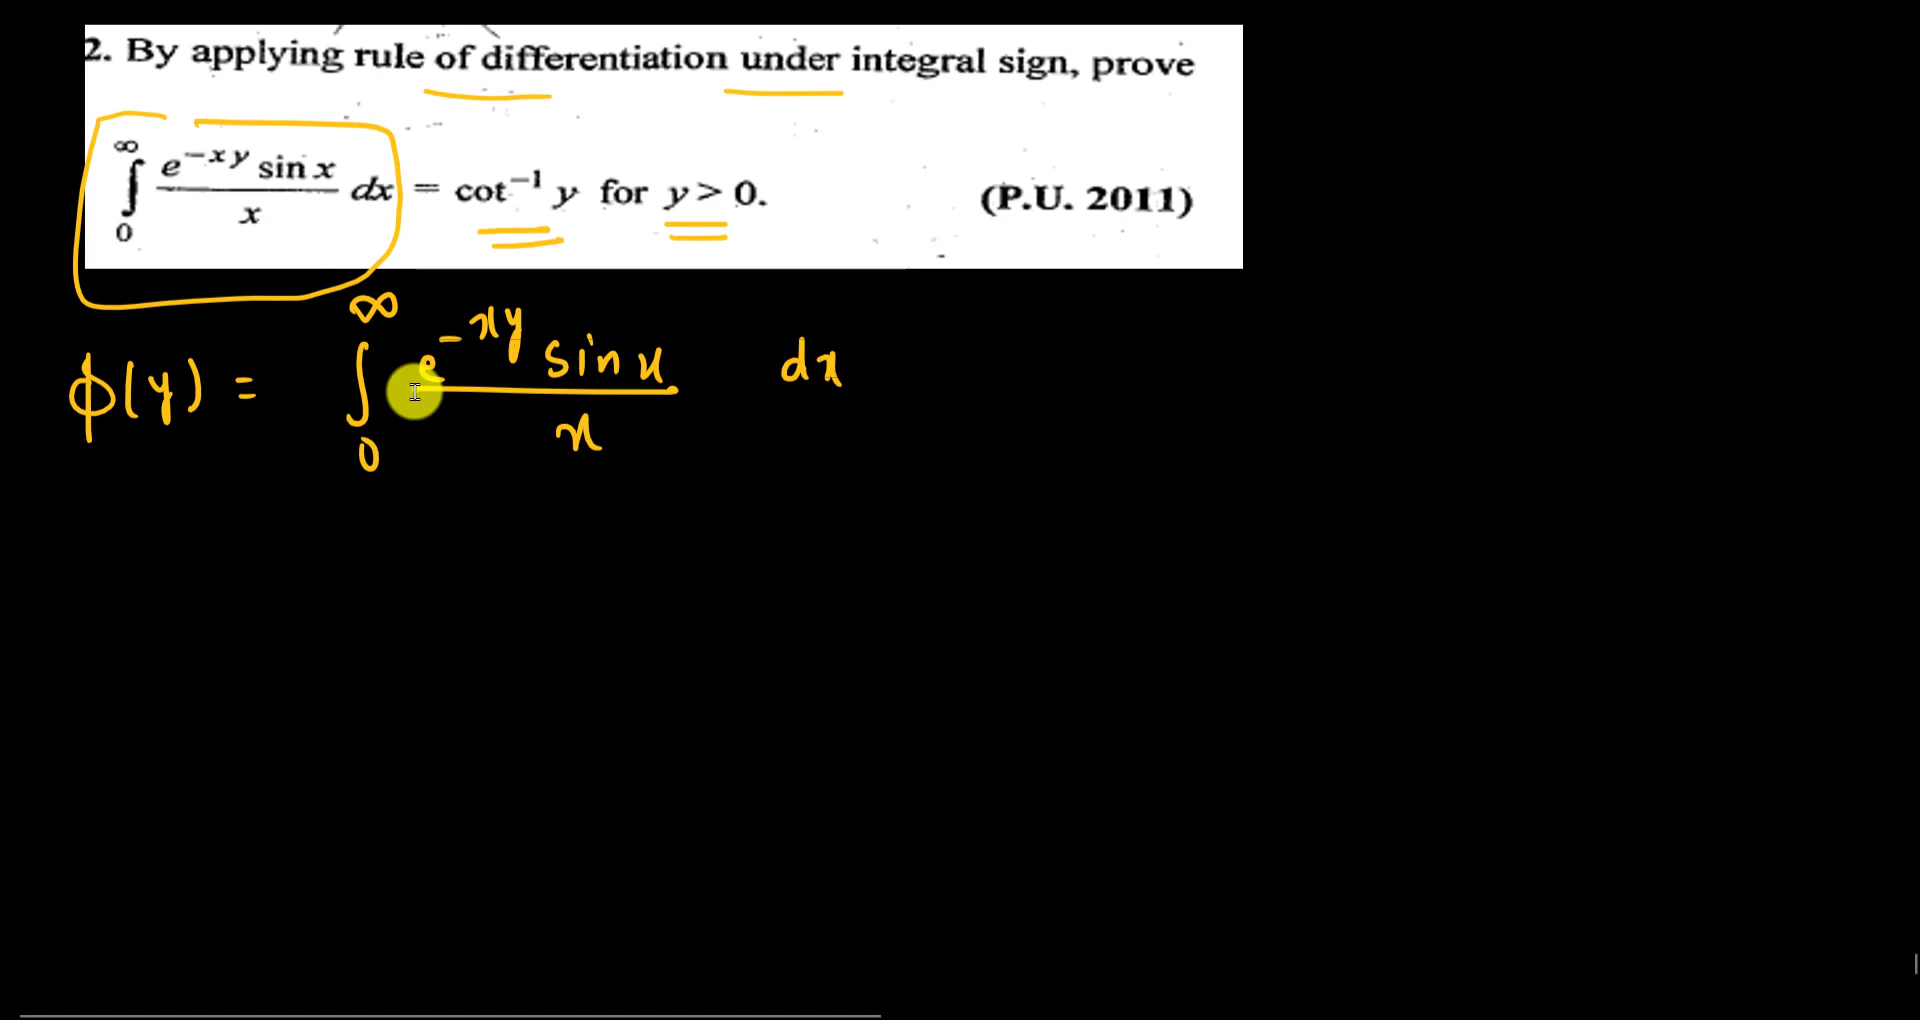 2. By applying rule of differentiation under integral sign, prove
∫₀^∞ e^{-xy} sin x / x dx = cot⁻¹ y for y > 0. (P.U. 2011)
ϕ(y) = ∫₀^∞ e^{-xy} sin x / x dx